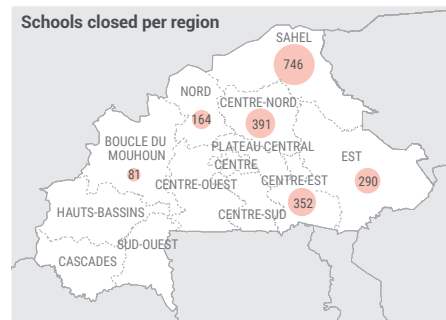 Schools closed per region
SAHEL
746
NORD
164
CENTRE-NORD
391
BOUCLE DU
MOUHOUN
81
PLATEAU CENTRAL
CENTRE
EST
290
CENTRE-OUEST
CENTRE-EST
352
HAUTS-BASSINS
CENTRE-SUD
SUD-OUEST
CASCADES